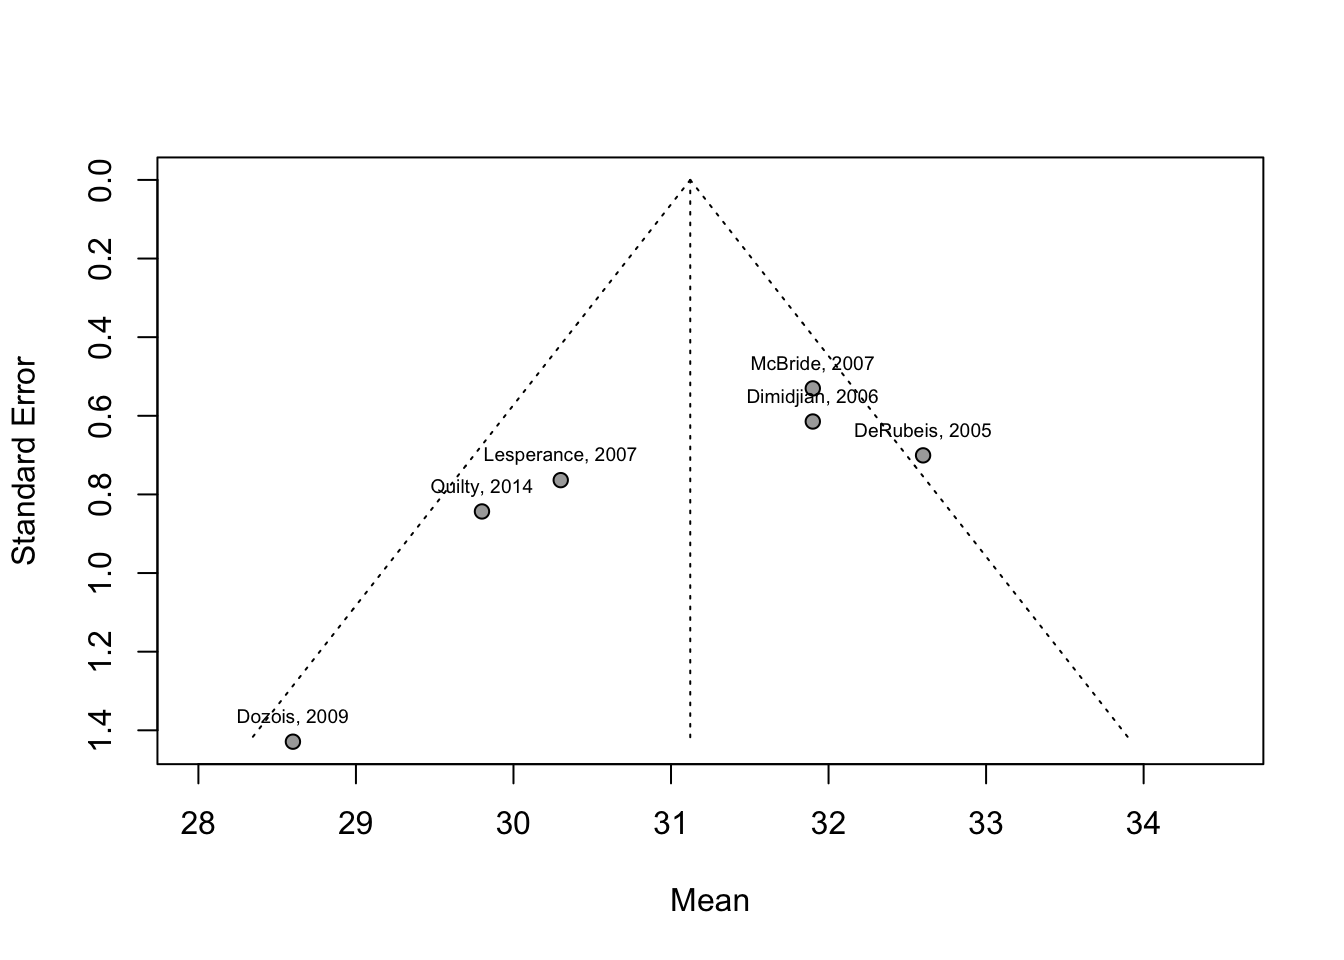 0.0
0.2
0.4
0.6
0.8
1.0
1.2
1.4
Standard Error
McBride, 2007
Dimidjian, 2006
DeRubeis, 2005
Lesperance, 2007
Quilty, 2014
Dozois, 2009
28 29 30 31 32 33 34
Mean